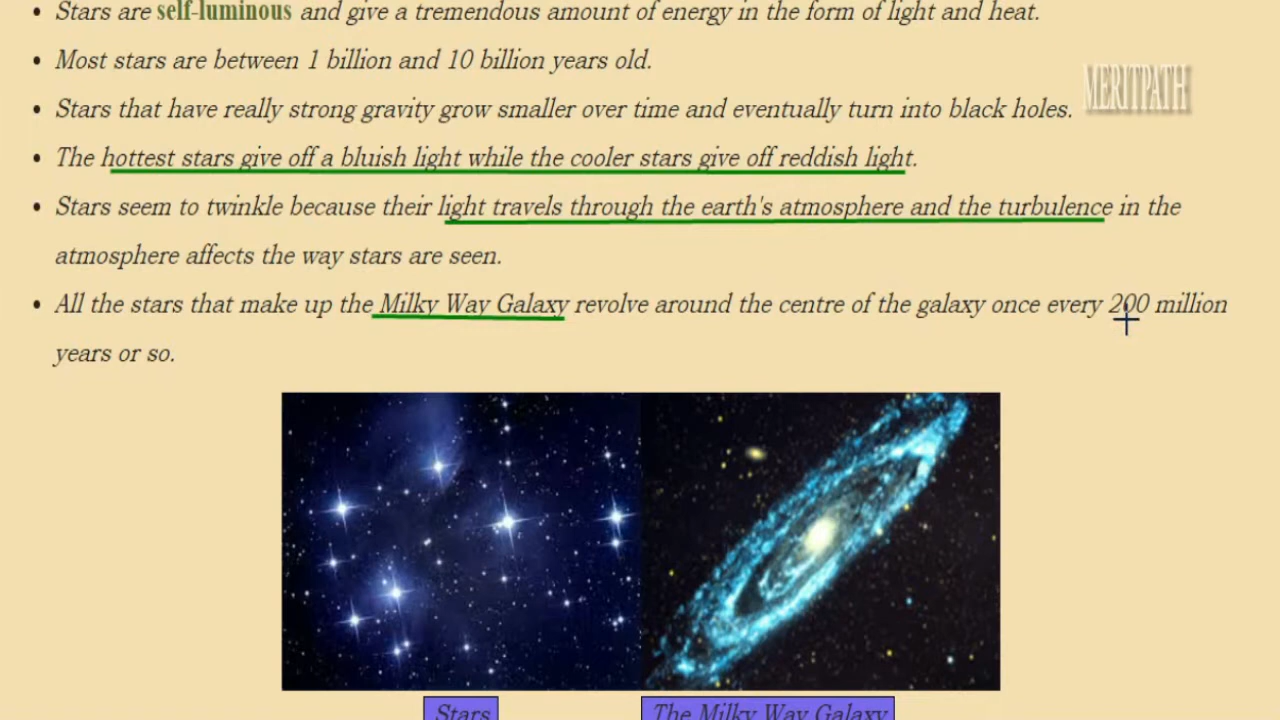 • Stars are self-luminous and give a tremendous amount of energy in the form of light and heat.
• Most stars are between 1 billion and 10 billion years old.
MERITPATH
• Stars that have really strong gravity grow smaller over time and eventually turn into black holes.
• The hottest stars give off a bluish light while the cooler stars give off reddish light.
• Stars seem to twinkle because their light travels through the earth's atmosphere and the turbulence in the
atmosphere affects the way stars are seen.
• All the stars that make up the Milky Way Galaxy revolve around the centre of the galaxy once every 200 million
years or so.
Stars
The Milky Way Galaxy